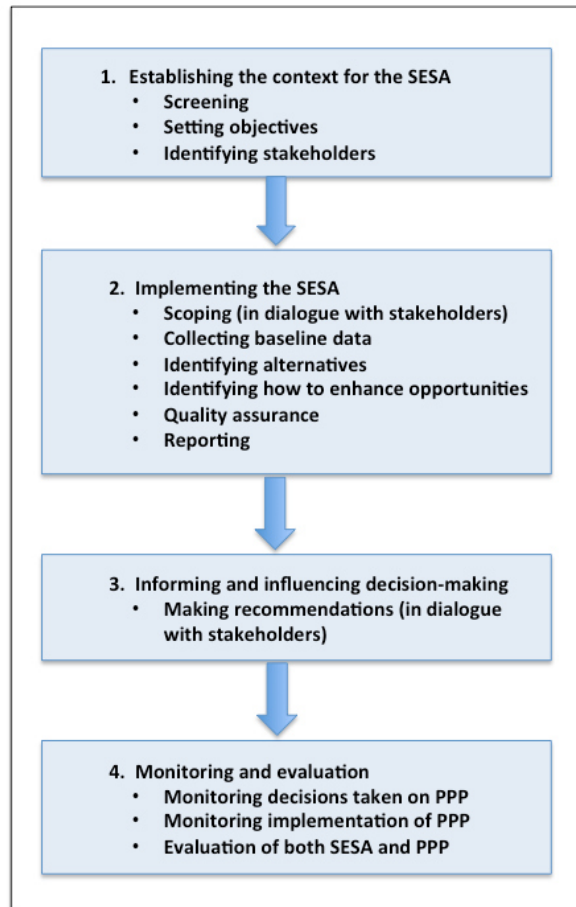 1. Establishing the context for the SESA
• Screening
• Setting objectives
• Identifying stakeholders
2. Implementing the SESA
• Scoping (in dialogue with stakeholders)
• Collecting baseline data
• Identifying alternatives
• Identifying how to enhance opportunities
• Quality assurance
• Reporting
3. Informing and influencing decision-making
• Making recommendations (in dialogue
with stakeholders)
4. Monitoring and evaluation
• Monitoring decisions taken on PPP
• Monitoring implementation of PPP
• Evaluation of both SESA and PPP